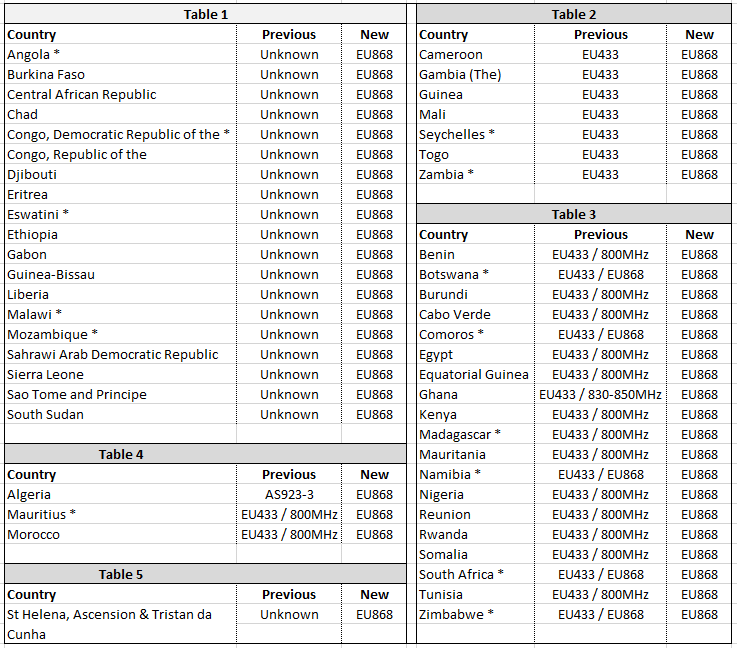 Table 1
Country Previous New
Angola * Unknown EU868
Burkina Faso Unknown EU868
Central African Republic Unknown EU868
Chad Unknown EU868
Congo, Democratic Republic of the * Unknown EU868
Congo, Republic of the Unknown EU868
Djibouti Unknown EU868
Eritrea Unknown EU868
Eswatini * Unknown EU868
Ethiopia Unknown EU868
Gabon Unknown EU868
Guinea-Bissau Unknown EU868
Liberia Unknown EU868
Malawi * Unknown EU868
Mozambique * Unknown EU868
Sahrawi Arab Democratic Republic Unknown EU868
Sierra Leone Unknown EU868
Sao Tome and Principe Unknown EU868
South Sudan Unknown EU868
Table 4
Country Previous New
Algeria AS923-3 EU868
Mauritius * EU433 / 800MHz EU868
Morocco EU433 / 800MHz EU868
Table 5
Country Previous New
St Helena, Ascension & Tristan da Unknown EU868
Cunha
Table 2
Country Previous New
Cameroon EU433 EU868
Gambia (The) EU433 EU868
Guinea EU433 EU868
Mali EU433 EU868
Seychelles * EU433 EU868
Togo EU433 EU868
Zambia * EU433 EU868
Table 3
Country Previous New
Benin EU433 / 800MHz EU868
Botswana * EU433 / EU868 EU868
Burundi EU433 / 800MHz EU868
Cabo Verde EU433 / 800MHz EU868
Comoros * EU433 / EU868 EU868
Egypt EU433 / 800MHz EU868
Equatorial Guinea EU433 / 800MHz EU868
Ghana EU433 / 830-850MHz EU868
Kenya EU433 / 800MHz EU868
Madagascar * EU433 / 800MHz EU868
Mauritania EU433 / 800MHz EU868
Namibia * EU433 / EU868 EU868
Nigeria EU433 / 800MHz EU868
Reunion EU433 / 800MHz EU868
Rwanda EU433 / 800MHz EU868
Somalia EU433 / 800MHz EU868
South Africa * EU433 / EU868 EU868
Tunisia EU433 / 800MHz EU868
Zimbabwe * EU433 / EU868 EU868